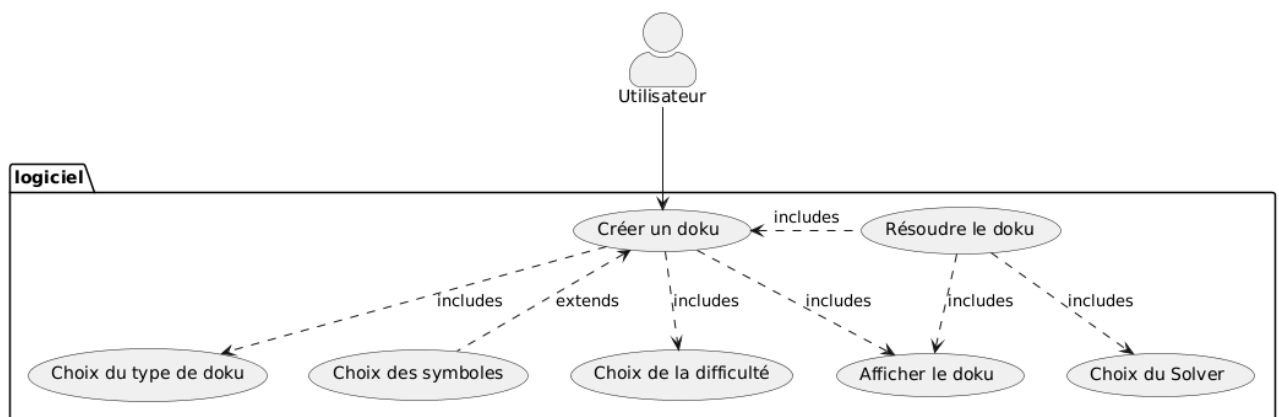 Utilisateur
logiciel
includes
Créer un doku
Résoudre le doku
includes
extends
includes
includes
includes
includes
Choix du type de doku
Choix des symboles
Choix de la difficulté
Afficher le doku
Choix du Solver